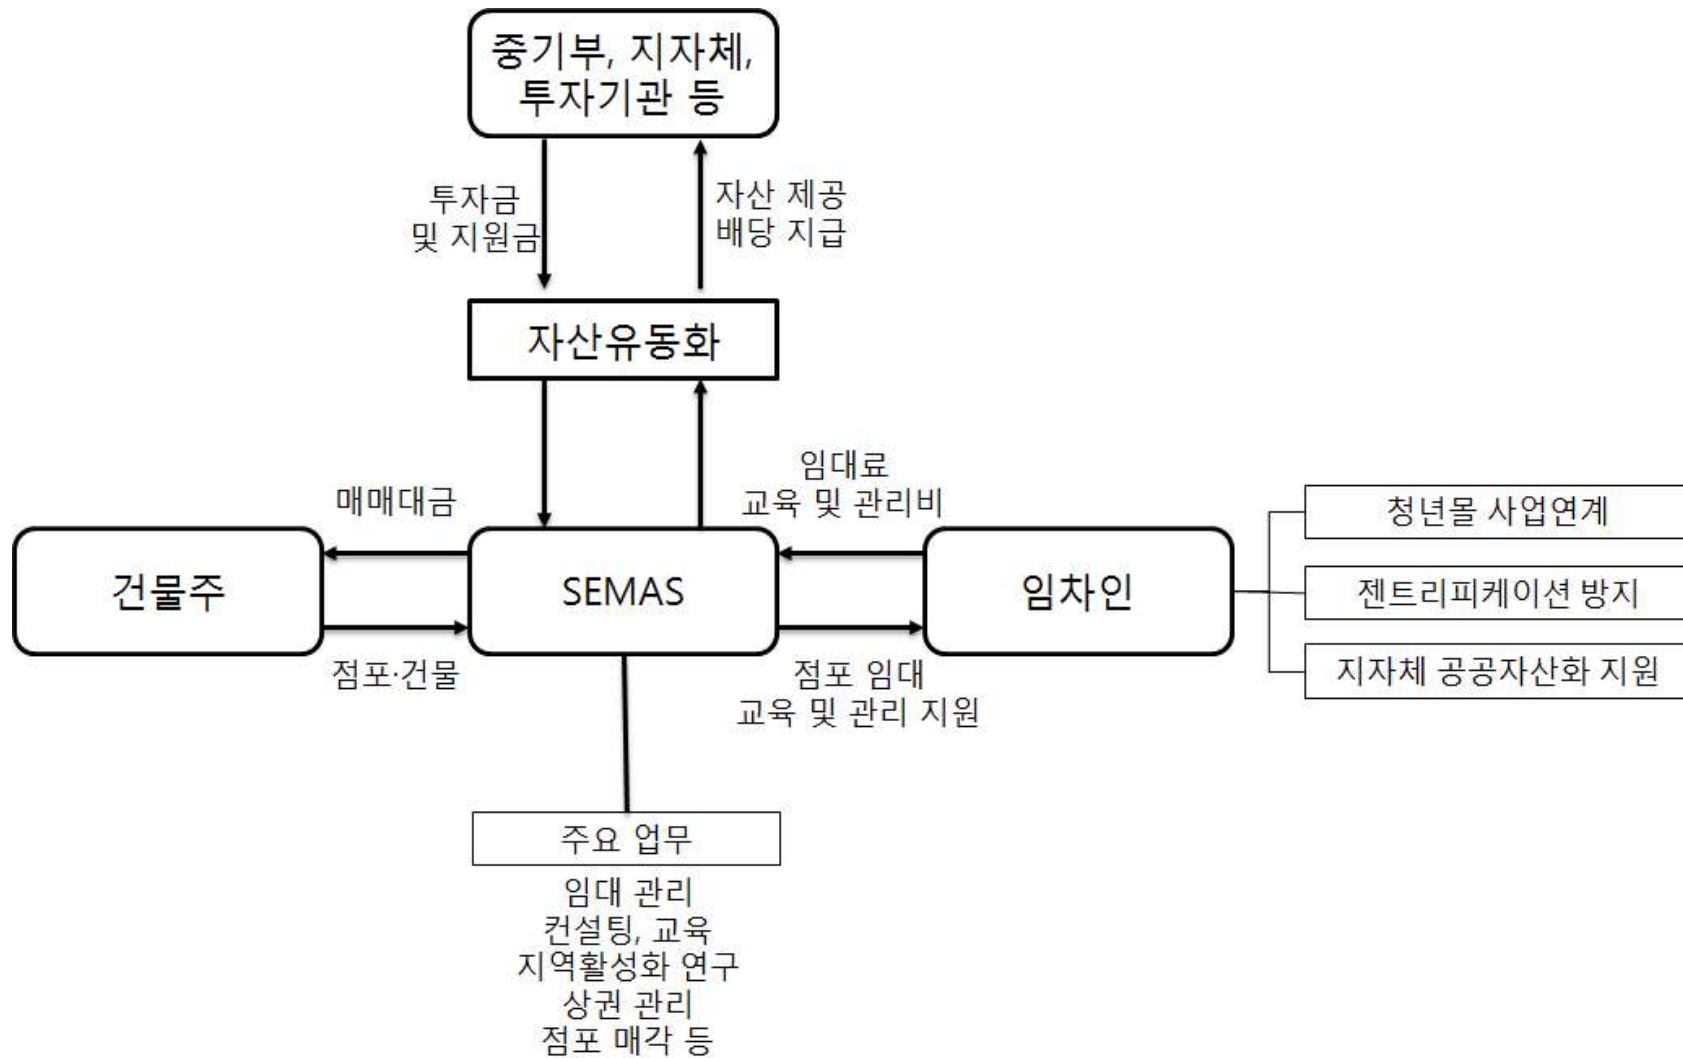 중기부, 지자체,
투자기관 등
투자금
및 지원금
자산 제공
배당 지급
자산유동화
매매대금
임대료
교육 및 관리비
건물주
SEMAS
임차인
청년몰 사업연계
젠트리피케이션 방지
지자체 공공자산화 지원
점포·건물
점포 임대
교육 및 관리 지원
주요 업무
임대 관리
컨설팅, 교육
지역활성화 연구
상권 관리
점포 매각 등